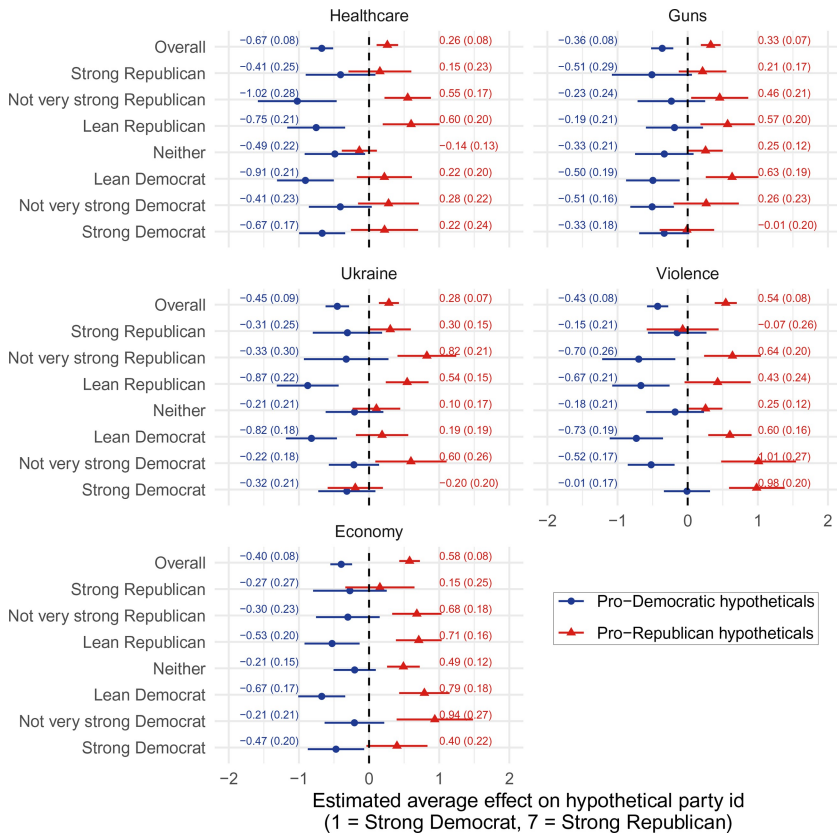 Healthcare
Overall −0.67 (0.08) 0.26 (0.08)
Strong Republican −0.41 (0.25) 0.15 (0.23)
Not very strong Republican −1.02 (0.28) 0.55 (0.17)
Lean Republican −0.75 (0.21) 0.60 (0.20)
Neither −0.49 (0.22) −0.14 (0.13)
Lean Democrat −0.91 (0.21) 0.22 (0.20)
Not very strong Democrat −0.41 (0.23) 0.28 (0.22)
Strong Democrat −0.67 (0.17) 0.22 (0.24)
Guns
−0.36 (0.08) 0.33 (0.07)
−0.51 (0.29) 0.21 (0.17)
−0.23 (0.24) 0.46 (0.21)
−0.19 (0.21) 0.57 (0.20)
−0.33 (0.21) 0.25 (0.12)
−0.50 (0.19) 0.63 (0.19)
−0.51 (0.16) 0.26 (0.23)
−0.33 (0.18) −0.01 (0.20)
Ukraine
Overall −0.45 (0.09) 0.28 (0.07)
Strong Republican −0.31 (0.25) 0.30 (0.15)
Not very strong Republican −0.33 (0.30) 0.82 (0.21)
Lean Republican −0.87 (0.22) 0.54 (0.15)
Neither −0.21 (0.21) 0.10 (0.17)
Lean Democrat −0.82 (0.18) 0.19 (0.19)
Not very strong Democrat −0.22 (0.18) 0.60 (0.26)
Strong Democrat −0.32 (0.21) −0.20 (0.20)
Violence
−0.43 (0.08) 0.54 (0.08)
−0.15 (0.21) −0.07 (0.26)
−0.70 (0.26) 0.64 (0.20)
−0.67 (0.21) 0.43 (0.24)
−0.18 (0.21) 0.25 (0.12)
−0.73 (0.19) 0.60 (0.16)
−0.52 (0.17) 1.01 (0.27)
−0.01 (0.17) 0.98 (0.20)
−2 −1 0 1 2
Economy
Overall −0.40 (0.08) 0.58 (0.08)
Strong Republican −0.27 (0.27) 0.15 (0.25)
Not very strong Republican −0.30 (0.23) 0.68 (0.18)
Lean Republican −0.53 (0.20) 0.71 (0.16)
Neither −0.21 (0.15) 0.49 (0.12)
Lean Democrat −0.67 (0.17) 0.79 (0.18)
Not very strong Democrat −0.21 (0.21) 0.94 (0.27)
Strong Democrat −0.47 (0.20) 0.40 (0.22)
−2 −1 0 1 2
Pro−Democratic hypotheticals
Pro−Republican hypotheticals
Estimated average effect on hypothetical party id
(1 = Strong Democrat, 7 = Strong Republican)